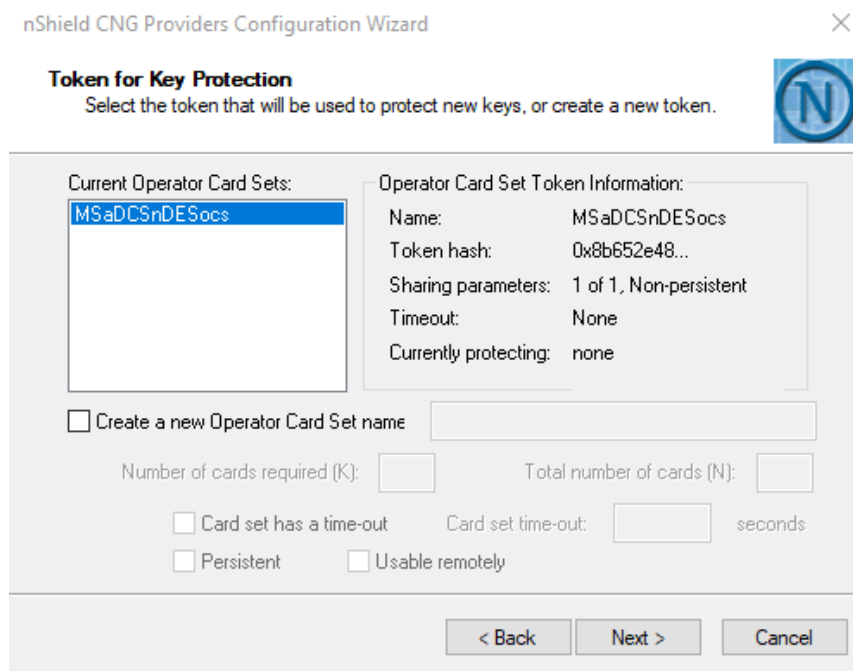 nShield CNG Providers Configuration Wizard
Token for Key Protection
Select the token that will be used to protect new keys, or create a new token.
N
Current Operator Card Sets:
MSaDCSnDESocs
Operator Card Set Token Information:
Name: MSaDCSnDESocs
Token hash: 0x8b652e48...
Sharing parameters: 1 of 1, Non-persistent
Timeout: None
Currently protecting: none
Create a new Operator Card Set name
Number of cards required (K): Total number of cards (N):
Card set has a time-out Card set time-out: seconds
Persistent Usable remotely
< Back Next > Cancel